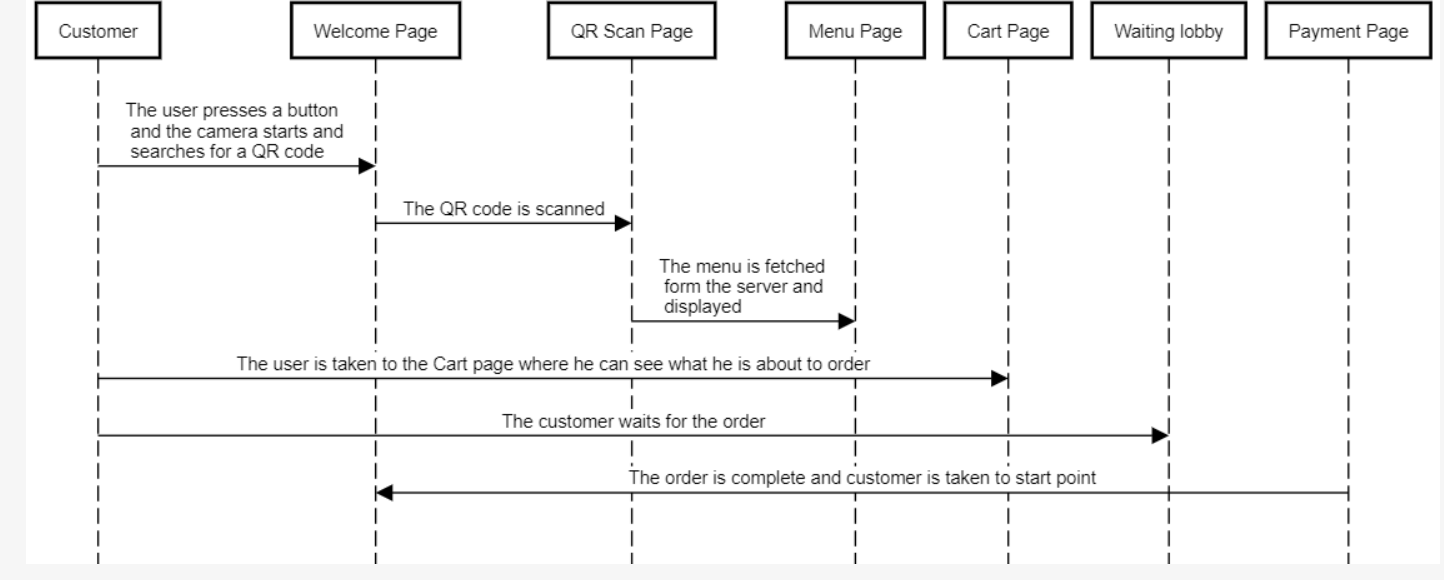 Customer
Welcome Page
QR Scan Page
Menu Page
Cart Page
Waiting lobby
Payment Page
The user presses a button
and the camera starts and
searches for a QR code
The QR code is scanned
The menu is fetched
form the server and
displayed
The user is taken to the Cart page where he can see what he is about to order
The customer waits for the order
The order is complete and customer is taken to start point